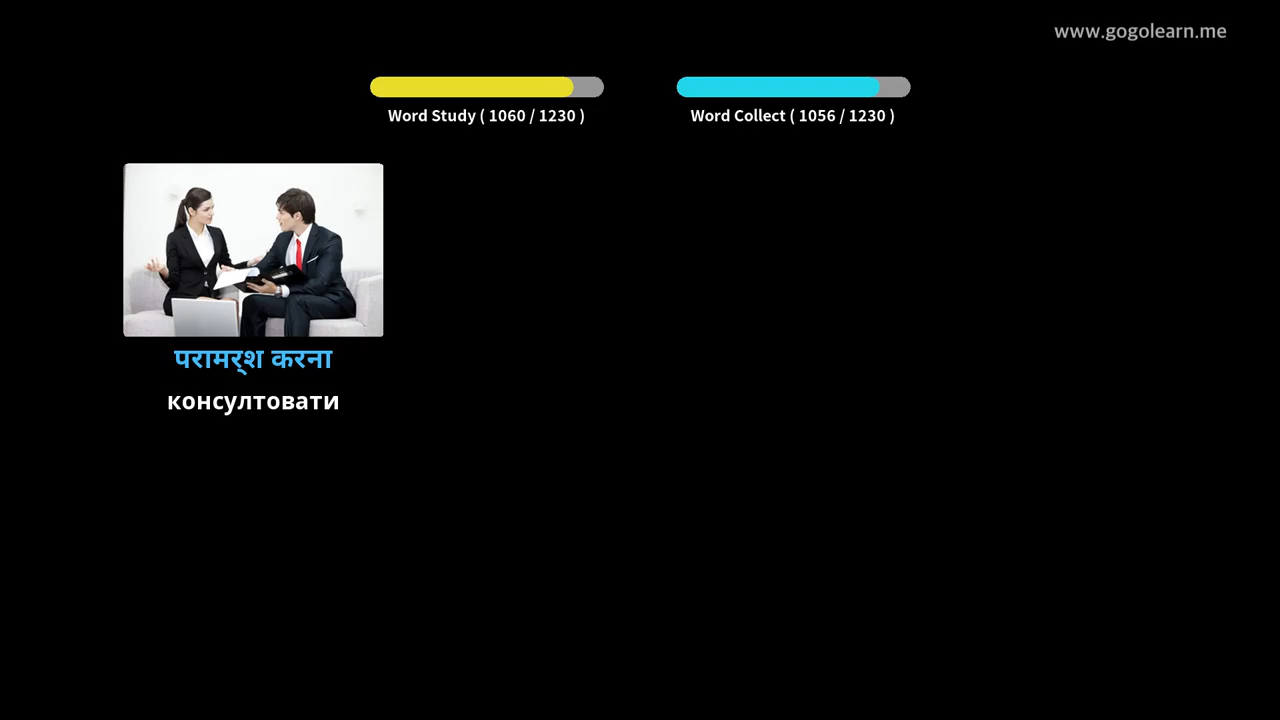 www.gogolearn.me
Word Study ( 1060 / 1230 )
Word Collect ( 1056 / 1230 )
परामर्श करना
консултовати